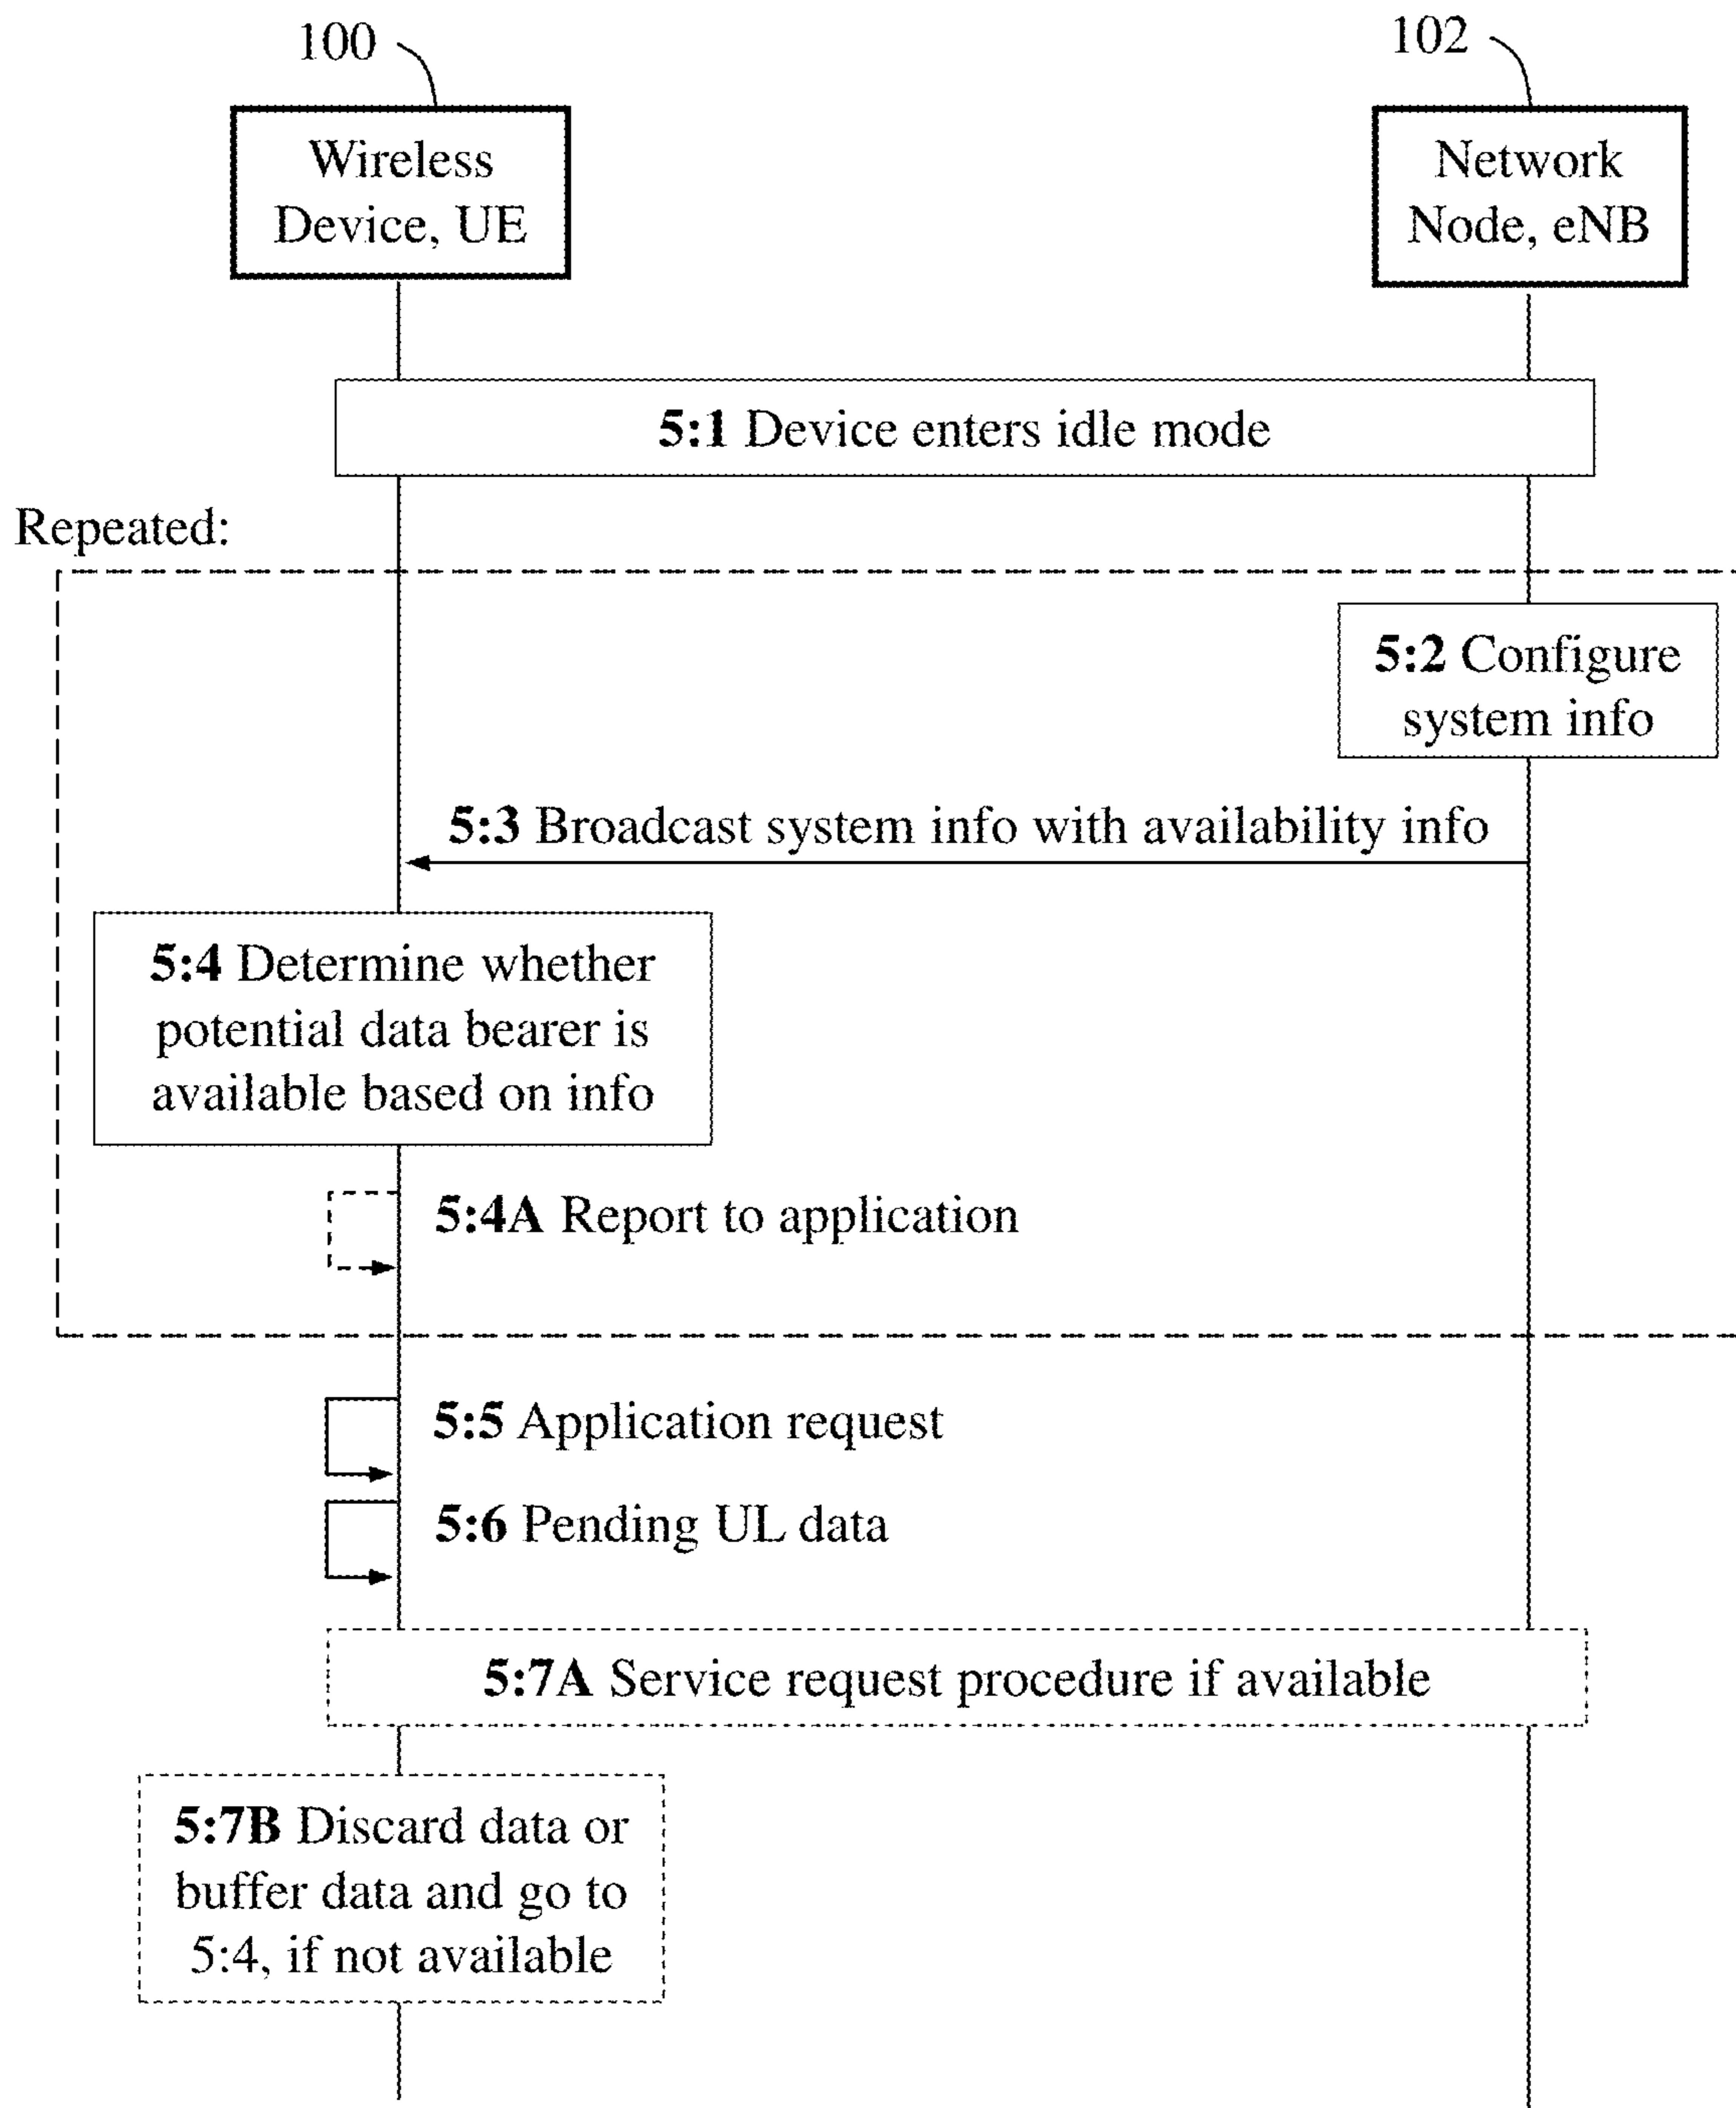 100
102
Wireless
Device, UE
Network
Node, eNB
5:1 Device enters idle mode
Repeated:
5:2 Configure
system info
5:3 Broadcast system info with availability info
5:4 Determine whether
potential data bearer is
available based on info
5:4A Report to application
5:5 Application request
5:6 Pending UL data
5:7A Service request procedure if available
5:7B Discard data or
buffer data and go to
5:4, if not available